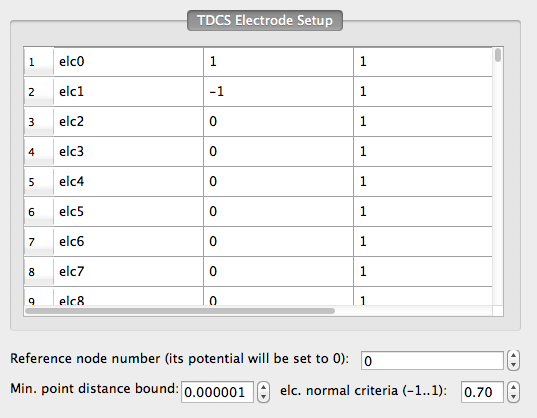 TDCS Electrode Setup
1 elc0 1 1
2 elc1 -1 1
3 elc2 0 1
4 elc3 0 1
5 elc4 0 1
6 elc5 0 1
7 elc6 0 1
8 elc7 0 1
9 elc8 0 1
Reference node number (its potential will be set to 0): 0
Min. point distance bound: 0.000001 elc. normal criteria (-1..1): 0.70